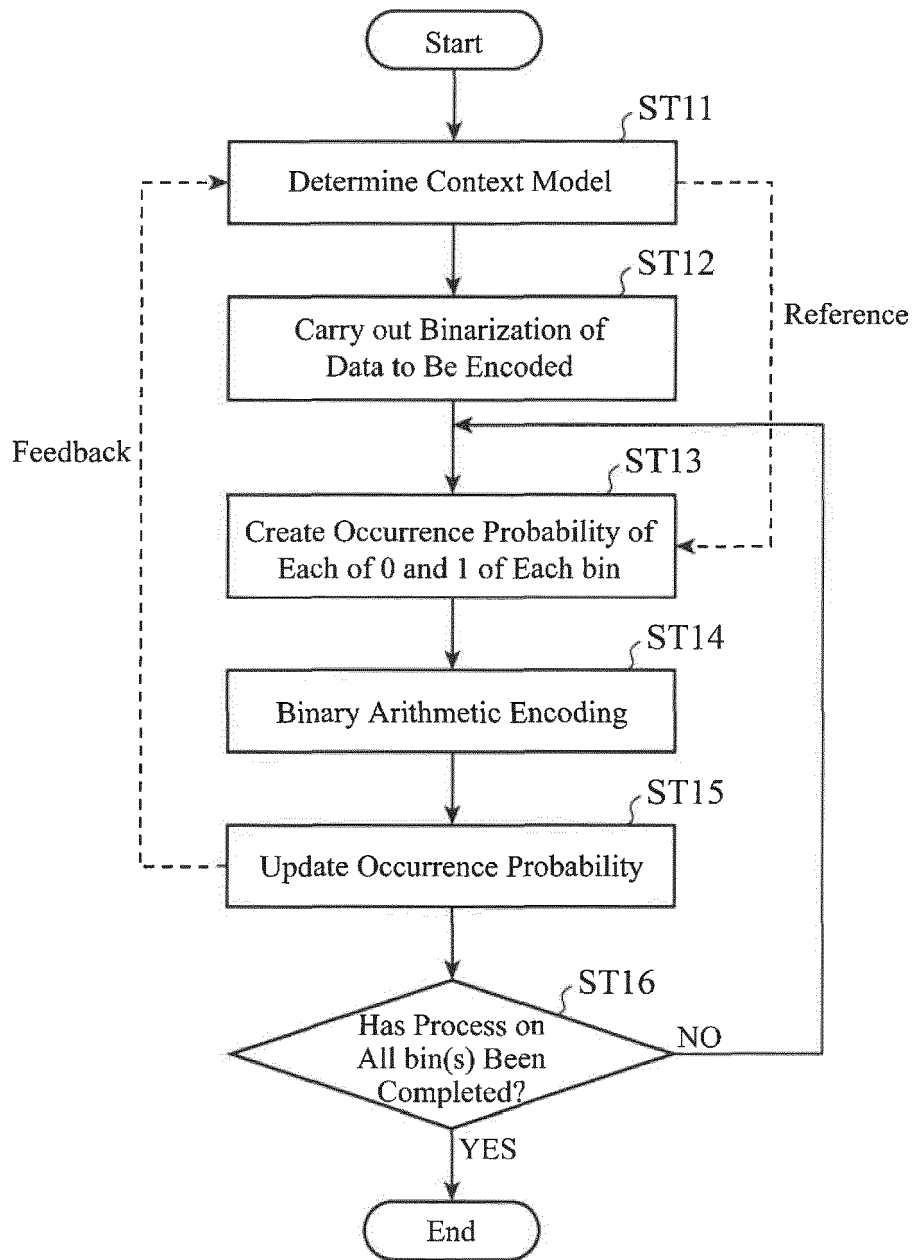 Start
ST11
Determine Context Model
ST12
Carry out Binarization of
Data to Be Encoded
Reference
Feedback
ST13
Create Occurrence Probability of
Each of 0 and 1 of Each bin
ST14
Binary Arithmetic Encoding
ST15
Update Occurrence Probability
ST16
Has Process on
All bin(s) Been
Completed?
NO
YES
End